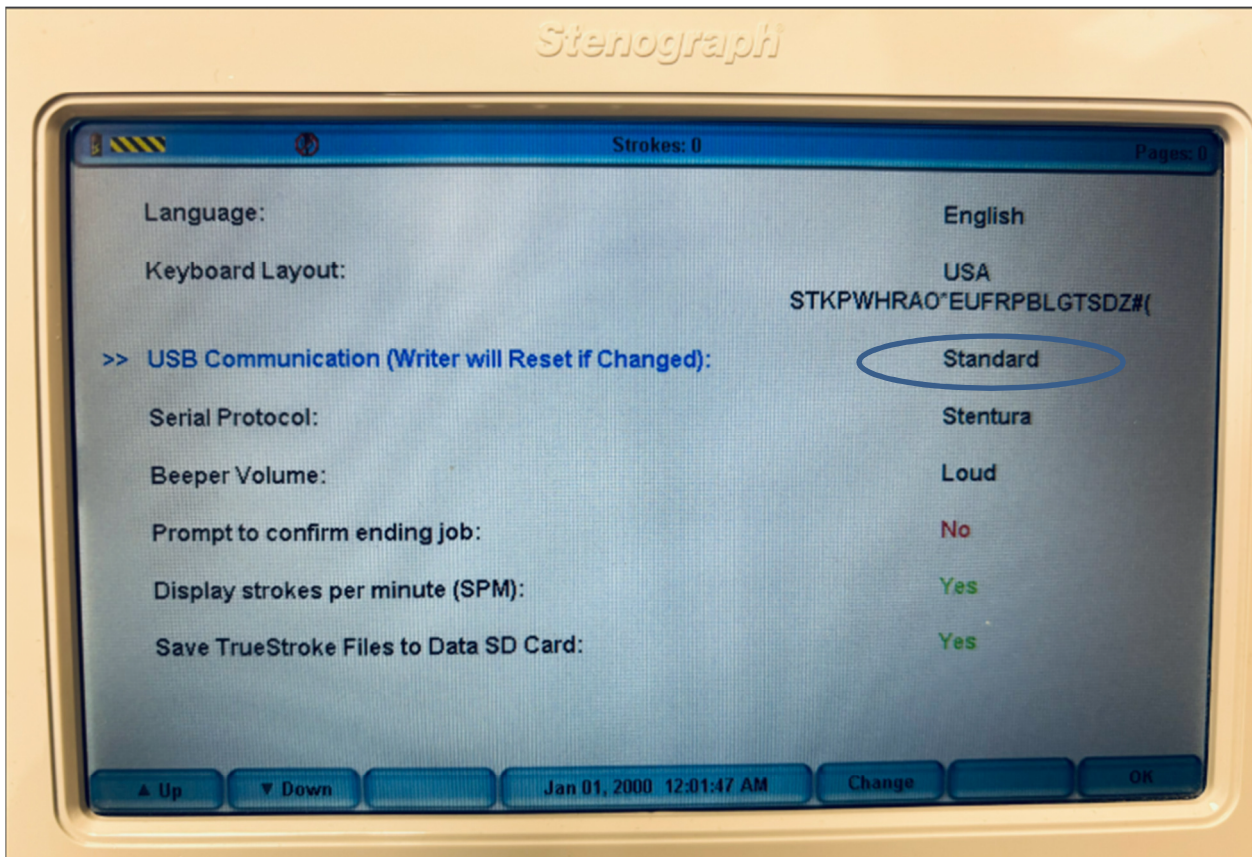 Stenograph
Strokes: 0
Pages: 0
Language: English
Keyboard Layout: USA
STKPWHRAO*EUFRPBLGTSDZ#(
>> USB Communication (Writer will Reset if Changed): Standard
Serial Protocol: Stentura
Beeper Volume: Loud
Prompt to confirm ending job: No
Display strokes per minute (SPM): Yes
Save TrueStroke Files to Data SD Card: Yes
▲ Up ▼ Down Jan 01, 2000 12:01:47 AM Change OK